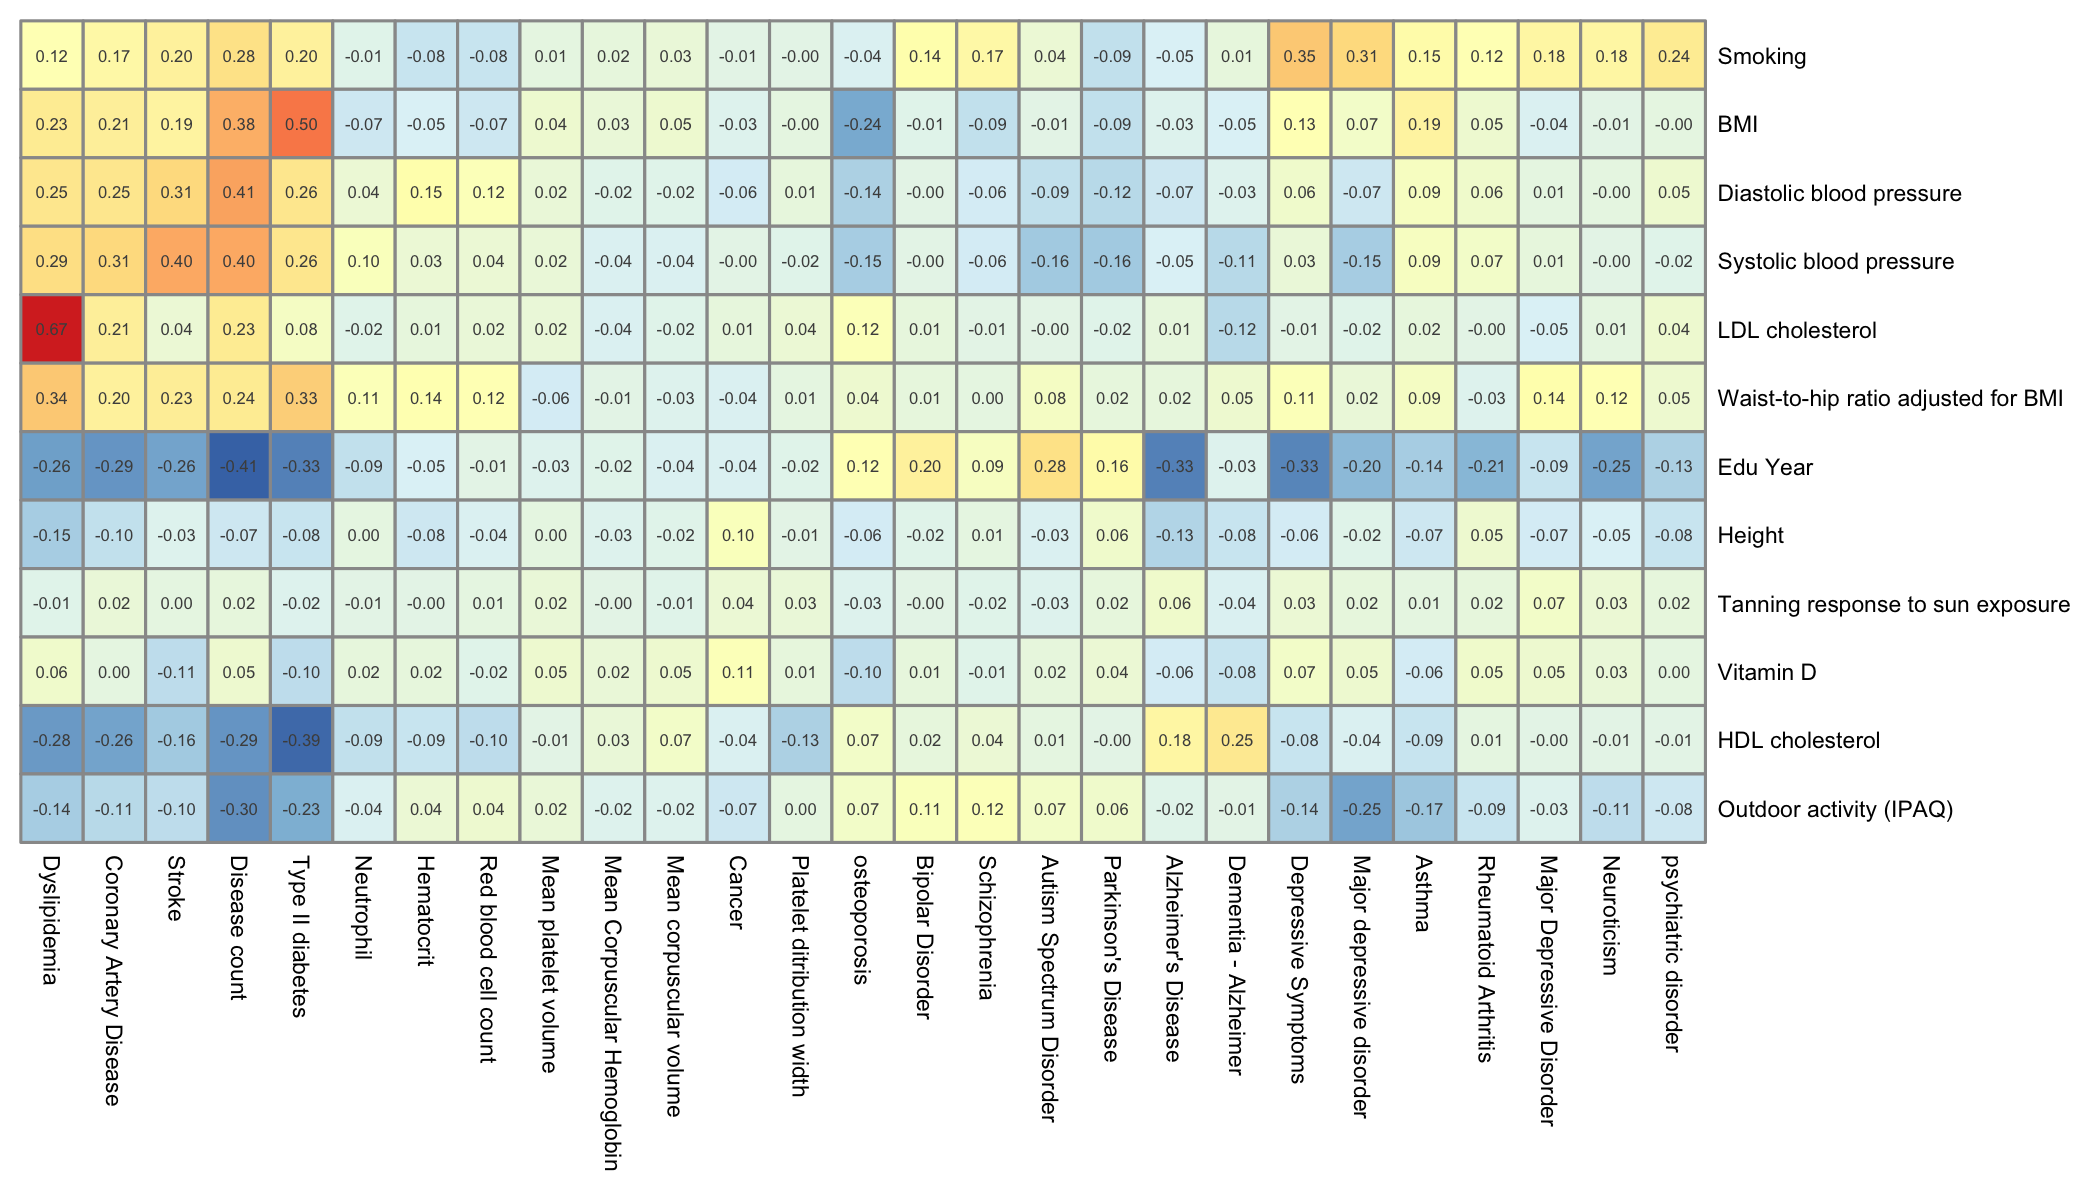 0.12 0.17 0.20 0.28 0.20 -0.01 -0.08 -0.08 0.01 0.02 0.03 -0.01 -0.00 -0.04 0.14 0.17 0.04 -0.09 -0.05 0.01 0.35 0.31 0.15 0.12 0.18 0.18 0.24 Smoking
0.23 0.21 0.19 0.38 0.50 -0.07 -0.05 -0.07 0.04 0.03 0.05 -0.03 -0.00 -0.24 -0.01 -0.09 -0.01 -0.09 -0.03 -0.05 0.13 0.07 0.19 0.05 -0.04 -0.01 -0.00 BMI
0.25 0.25 0.31 0.41 0.26 0.04 0.15 0.12 0.02 -0.02 -0.02 -0.06 0.01 -0.14 -0.00 -0.06 -0.09 -0.12 -0.07 -0.03 0.06 -0.07 0.09 0.06 0.01 -0.00 0.05 Diastolic blood pressure
0.29 0.31 0.40 0.40 0.26 0.10 0.03 0.04 0.02 -0.04 -0.04 -0.00 -0.02 -0.15 -0.00 -0.06 -0.16 -0.16 -0.05 -0.11 0.03 -0.15 0.09 0.07 0.01 -0.00 -0.02 Systolic blood pressure
0.67 0.21 0.04 0.23 0.08 -0.02 0.01 0.02 0.02 -0.04 -0.02 0.01 0.04 0.12 0.01 -0.01 -0.00 -0.02 0.01 -0.12 -0.01 -0.02 0.02 -0.00 -0.05 0.01 0.04 LDL cholesterol
0.34 0.20 0.23 0.24 0.33 0.11 0.14 0.12 -0.06 -0.01 -0.03 -0.04 0.01 0.04 0.01 0.00 0.08 0.02 0.02 0.05 0.11 0.02 0.09 -0.03 0.14 0.12 0.05 Waist-to-hip ratio adjusted for BMI
-0.26 -0.29 -0.26 -0.41 -0.33 -0.09 -0.05 -0.01 -0.03 -0.02 -0.04 -0.04 -0.02 0.12 0.20 0.09 0.28 0.16 -0.33 -0.03 -0.33 -0.20 -0.14 -0.21 -0.09 -0.25 -0.13 Edu Year
-0.15 -0.10 -0.03 -0.07 -0.08 0.00 -0.08 -0.04 0.00 -0.03 -0.02 0.10 -0.01 -0.06 -0.02 0.01 -0.03 0.06 -0.13 -0.08 -0.06 -0.02 -0.07 0.05 -0.07 -0.05 -0.08 Height
-0.01 0.02 0.00 0.02 -0.02 -0.01 -0.00 0.01 0.02 -0.00 -0.01 0.04 0.03 -0.03 -0.00 -0.02 -0.03 0.02 0.06 -0.04 0.03 0.02 0.01 0.02 0.07 0.03 0.02 Tanning response to sun exposure
0.06 0.00 -0.11 0.05 -0.10 0.02 0.02 -0.02 0.05 0.02 0.05 0.11 0.01 -0.10 0.01 -0.01 0.02 0.04 -0.06 -0.08 0.07 0.05 -0.06 0.05 0.05 0.03 0.00 Vitamin D
-0.28 -0.26 -0.16 -0.29 -0.39 -0.09 -0.09 -0.10 -0.01 0.03 0.07 -0.04 -0.13 0.07 0.02 0.04 0.01 -0.00 0.18 0.25 -0.08 -0.04 -0.09 0.01 -0.00 -0.01 -0.01 HDL cholesterol
-0.14 -0.11 -0.10 -0.30 -0.23 -0.04 0.04 0.04 0.02 -0.02 -0.02 -0.07 0.00 0.07 0.11 0.12 0.07 0.06 -0.02 -0.01 -0.14 -0.25 -0.17 -0.09 -0.03 -0.11 -0.08 Outdoor activity (IPAQ)
Dyslipidemia
Coronary Artery Disease
Stroke
Disease count
Type II diabetes
Neutrophil
Hematocrit
Red blood cell count
Mean platelet volume
Mean Corpuscular Hemoglobin
Mean corpuscular volume
Cancer
Platelet ditribution width
osteoporosis
Bipolar Disorder
Schizophrenia
Autism Spectrum Disorder
Parkinson's Disease
Alzheimer's Disease
Dementia - Alzheimer
Depressive Symptoms
Major depressive disorder
Asthma
Rheumatoid Arthritis
Major Depressive Disorder
Neuroticism
psychiatric disorder